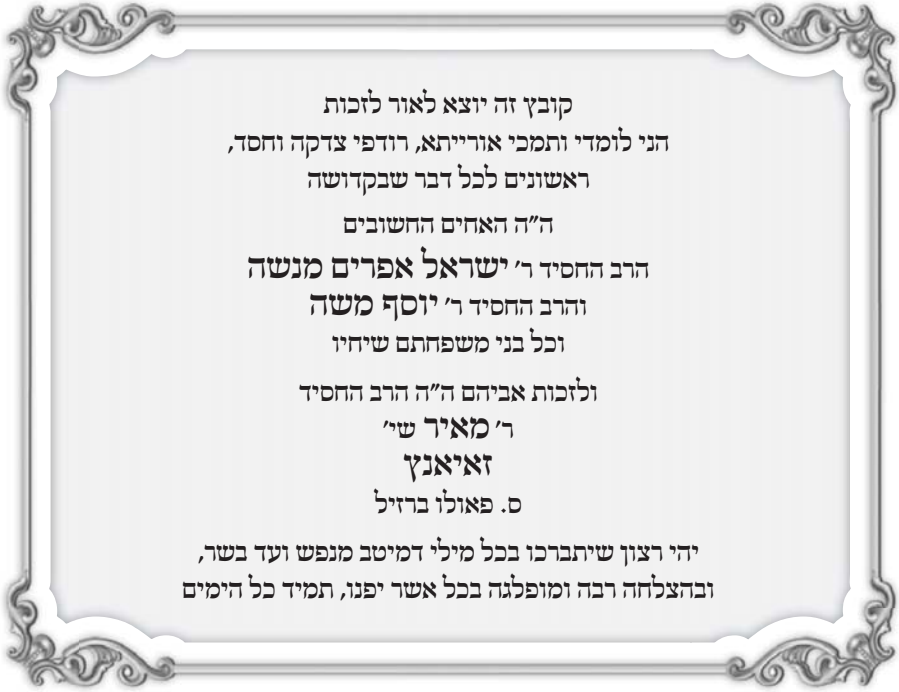 קובץ זה יוצא לאור לזכות
הני לומדי ותמכי אורייתא, רודפי צדקה וחסד,
ראשונים לכל דבר שבקדושה
ה״ה האחים החשובים
הרב החסיד ר׳ ישראל אפרים מנשה
והרב החסיד ר׳ יוסף משה
וכל בני משפחתם שיחיו
ולזכות אביהם ה״ה הרב החסיד
ר׳ מאיר שי׳
זאיאנץ
ס. פאולו ברזיל
יהי רצון שיתברכו בכל מילי דמיטב מנפש ועד בשר,
ובהצלחה רבה ומופלגה בכל אשר יפנו, תמיד כל הימים